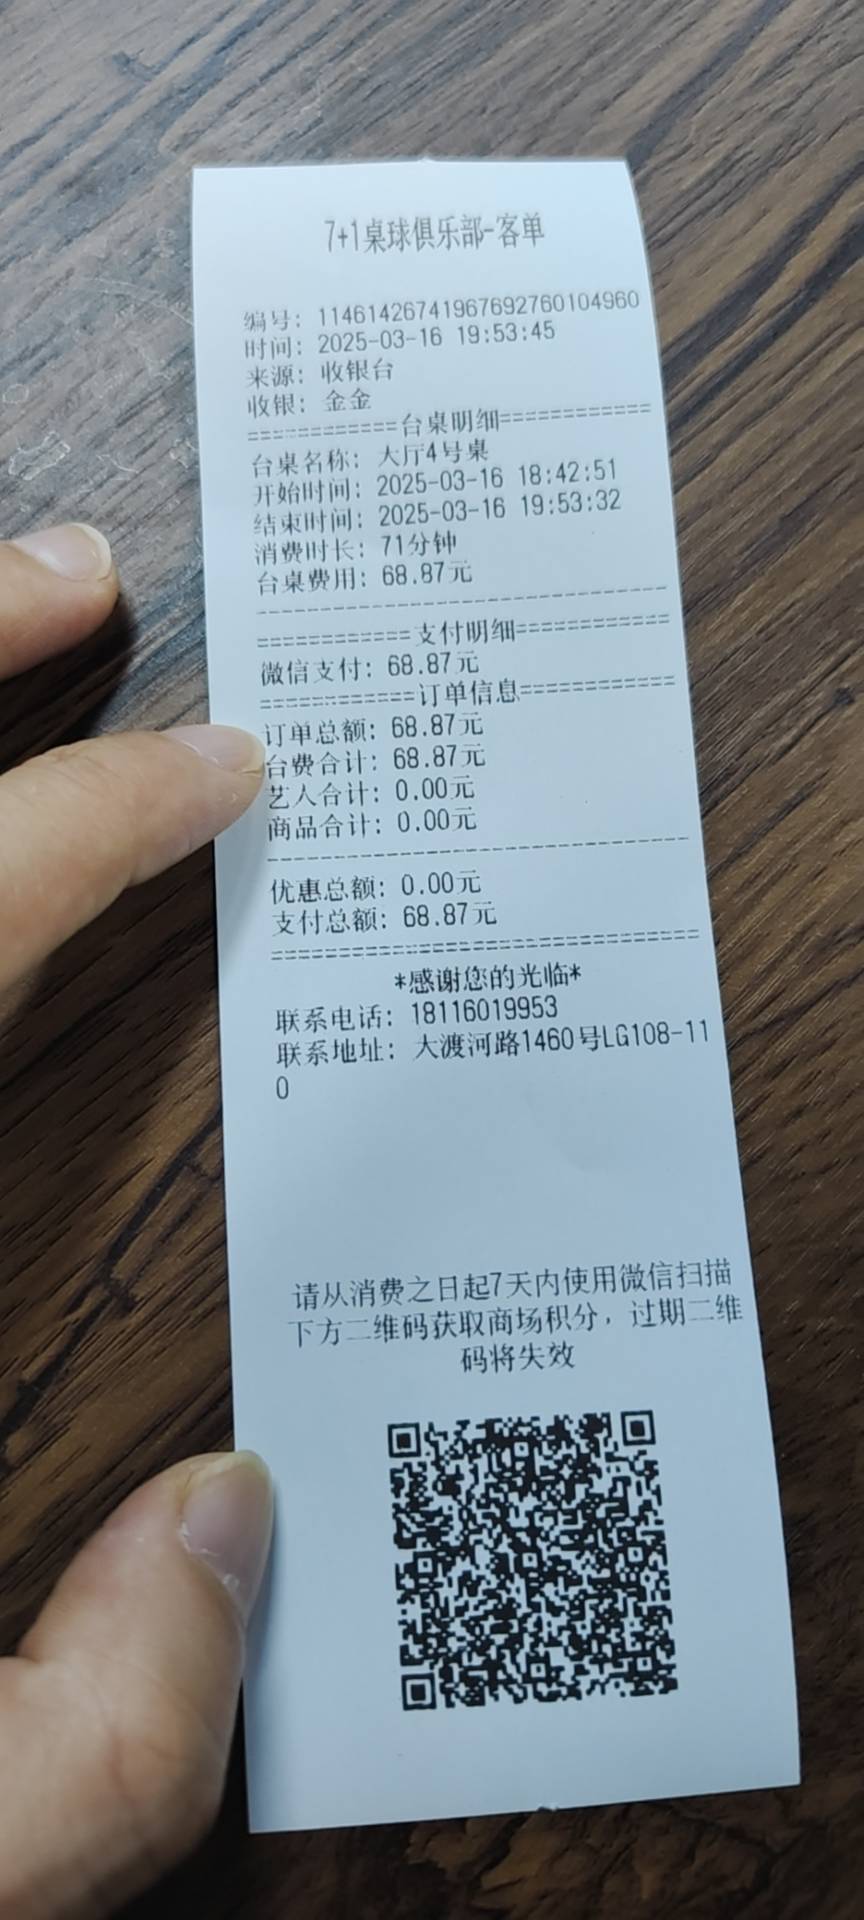 7+1桌球俱乐部-客单
编号: 11461426741967692760104960
时间: 2025-03-16 19:53:45
来源: 收银台
收银: 金金
============台桌明细============
台桌名称: 大厅4号桌
开始时间: 2025-03-16 18:42:51
结束时间: 2025-03-16 19:53:32
消费时长: 71分钟
台桌费用: 68.87元
--------------------------------
============支付明细============
微信支付: 68.87元
============订单信息============
订单总额: 68.87元
台费合计: 68.87元
艺人合计: 0.00元
商品合计: 0.00元
--------------------------------
优惠总额: 0.00元
支付总额: 68.87元
================================
*感谢您的光临*
联系电话: 18116019953
联系地址: 大渡河路1460号LG108-11
0
请从消费之日起7天内使用微信扫描
下方二维码获取商场积分，过期二维
码将失效